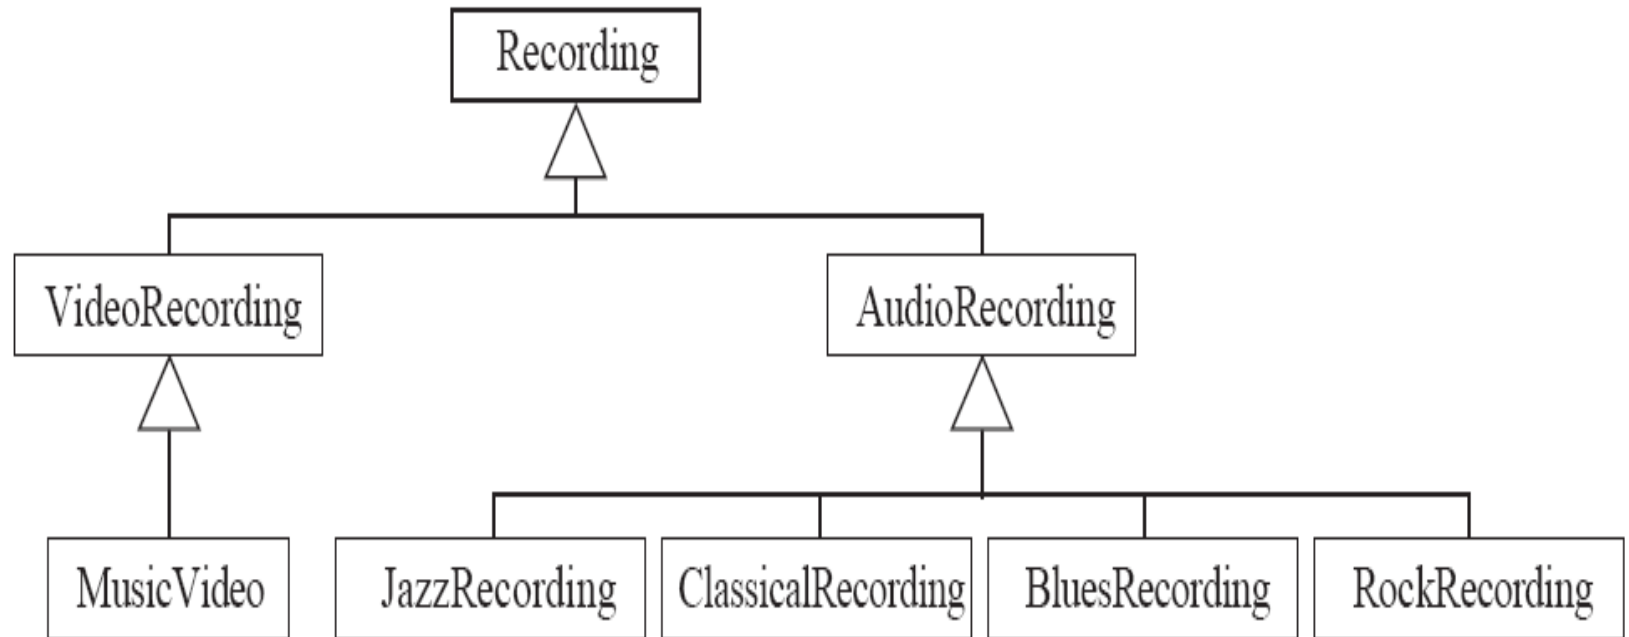 Recording
VideoRecording
AudioRecording
MusicVideo
JazzRecording
ClassicalRecording
BluesRecording
RockRecording